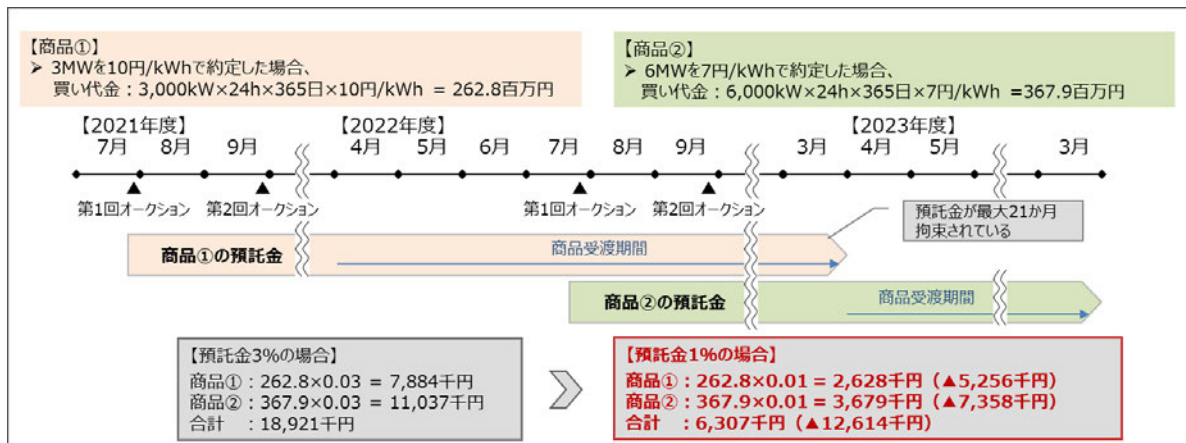 【商品①】
➢ 3MWを10円/kWhで約定した場合、
買い代金：3,000kW×24h×365日×10円/kWh = 262.8百万円
【商品②】
➢ 6MWを7円/kWhで約定した場合、
買い代金：6,000kW×24h×365日×7円/kWh =367.9百万円
【2021年度】 【2022年度】 【2023年度】
7月 8月 9月 4月 5月 6月 7月 8月 9月 3月 4月 5月 3月
▲ ▲ ▲ ▲
第1回オークション 第2回オークション 第1回オークション 第2回オークション
預託金が最大21か月
拘束されている
商品①の預託金 商品受渡期間
商品②の預託金 商品受渡期間
【預託金3%の場合】
商品①：262.8×0.03 = 7,884千円
商品②：367.9×0.03 = 11,037千円
合計 ：18,921千円
【預託金1%の場合】
商品①：262.8×0.01 = 2,628千円（▲5,256千円）
商品②：367.9×0.01 = 3,679千円（▲7,358千円）
合計 ：6,307千円（▲12,614千円）